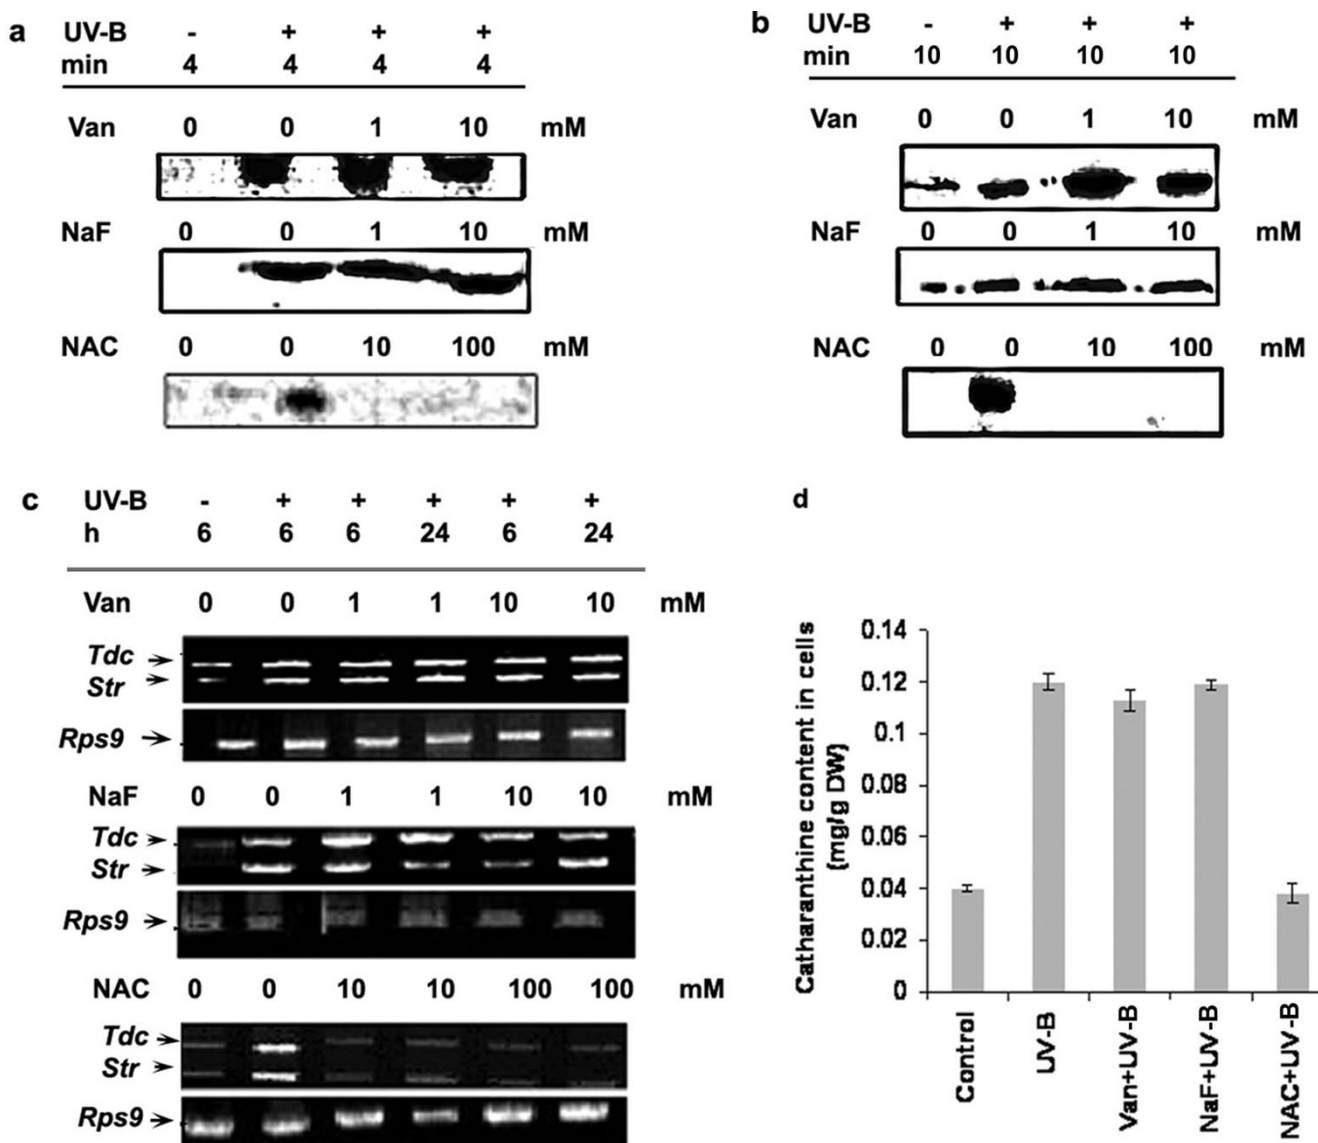 a
UV-B - + + +
min 4 4 4 4
Van 0 0 1 10 mM
NaF 0 0 1 10 mM
NAC 0 0 10 100 mM
b
UV-B - + + +
min 10 10 10 10
Van 0 0 1 10 mM
NaF 0 0 1 10 mM
NAC 0 0 10 100 mM
c
UV-B - + + + + +
h 6 6 6 24 6 24
Van 0 0 1 1 10 10 mM
Tdc
Str
Rps9
NaF 0 0 1 1 10 10 mM
Tdc
Str
Rps9
NAC 0 0 10 10 100 100 mM
Tdc
Str
Rps9
d
Catharanthine content in cells
(mg/g DW)
0.14
0.12
0.1
0.08
0.06
0.04
0.02
0
Control
UV-B
Van+UV-B
NaF+UV-B
NAC+UV-B